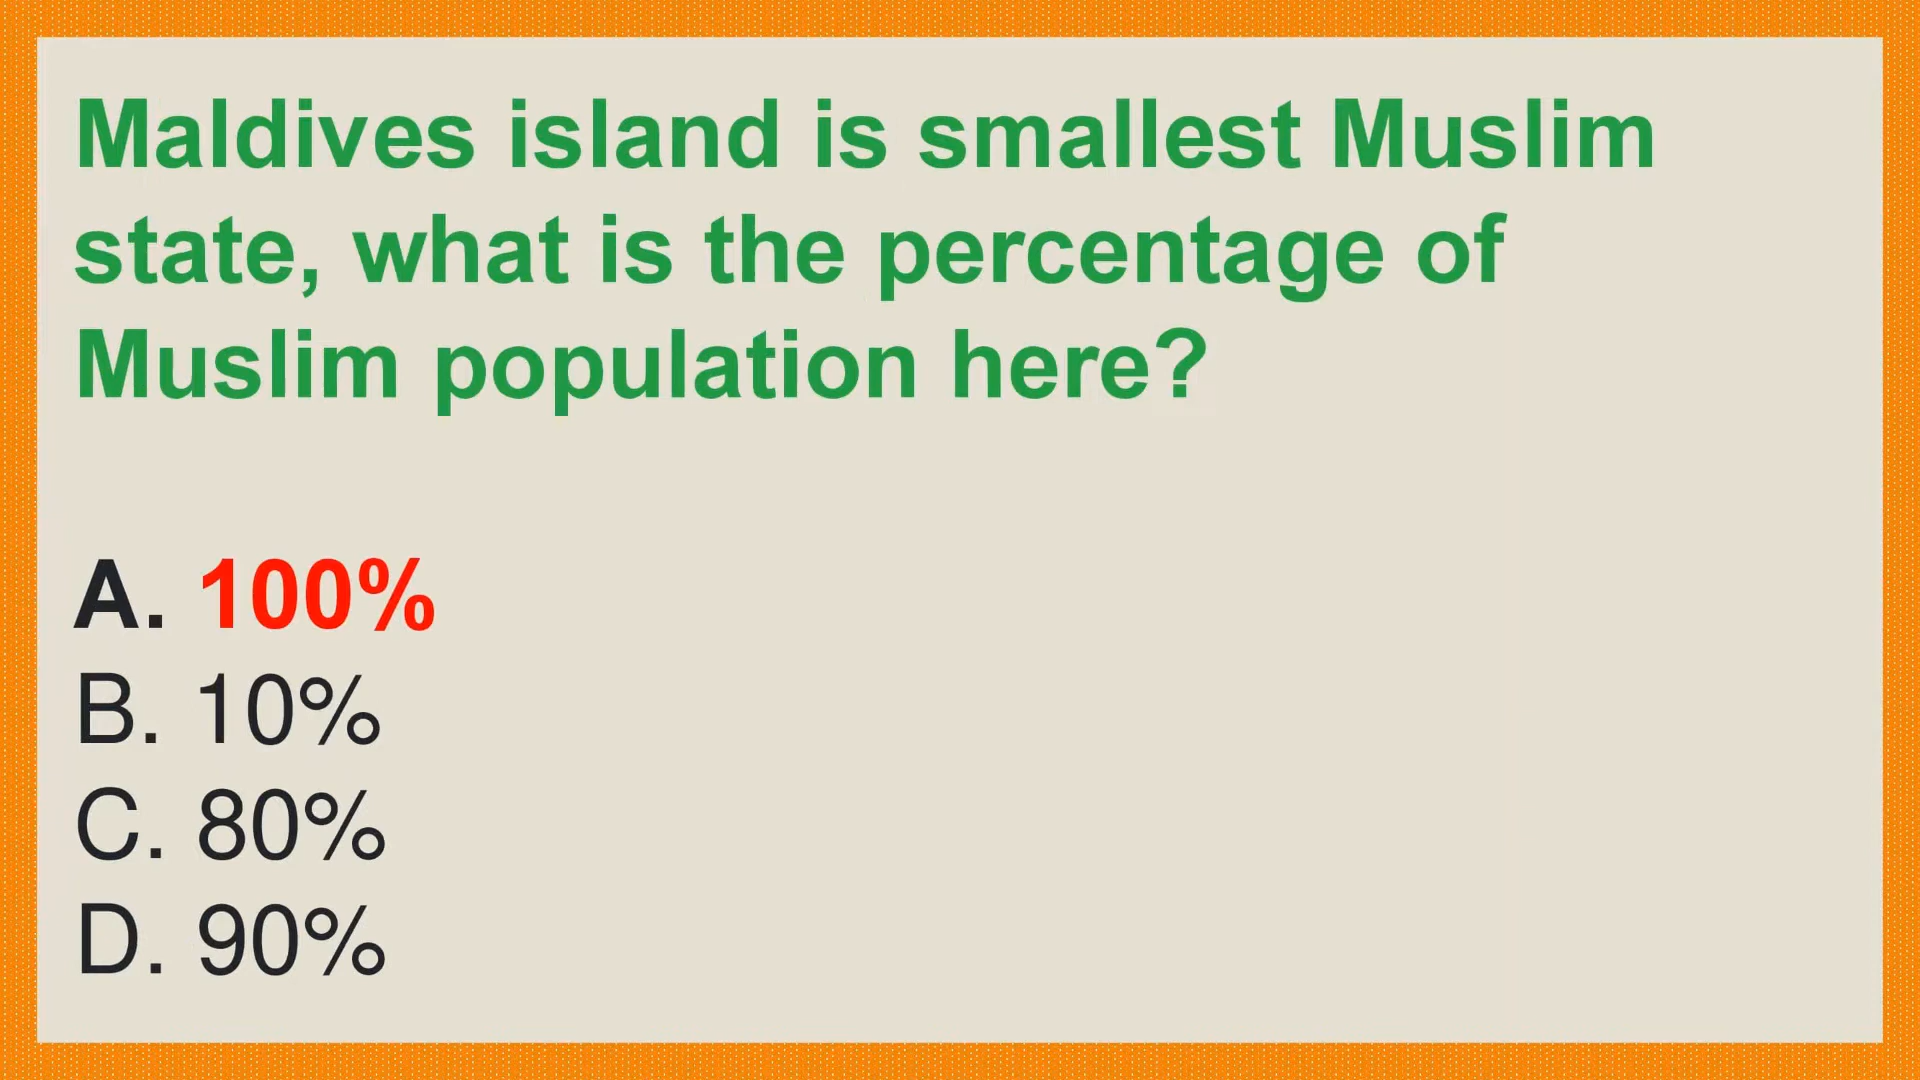 Maldives island is smallest Muslim
state, what is the percentage of
Muslim population here?
A. 100%
B. 10%
C. 80%
D. 90%